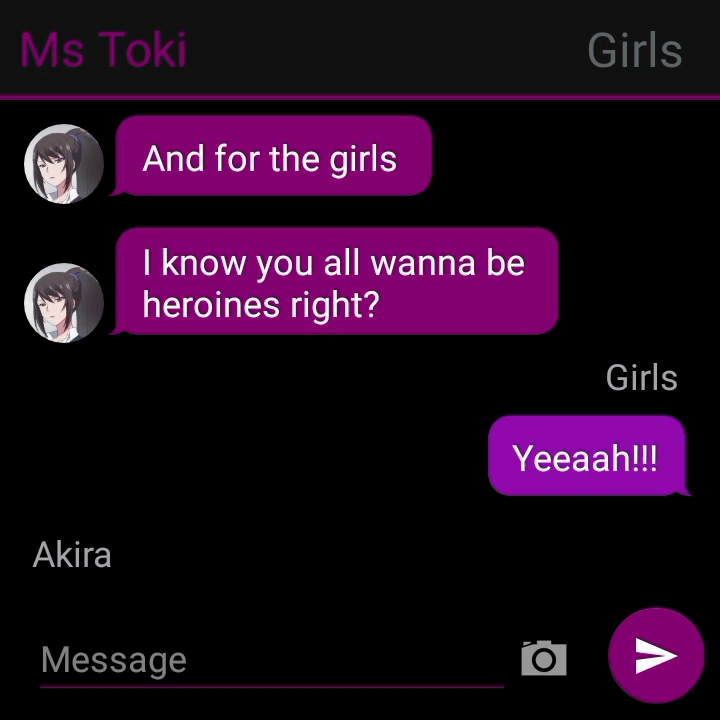 Ms Toki
Girls
And for the girls
I know you all wanna be
heroines right?
Girls
Yeeaah!!!
Akira
Message